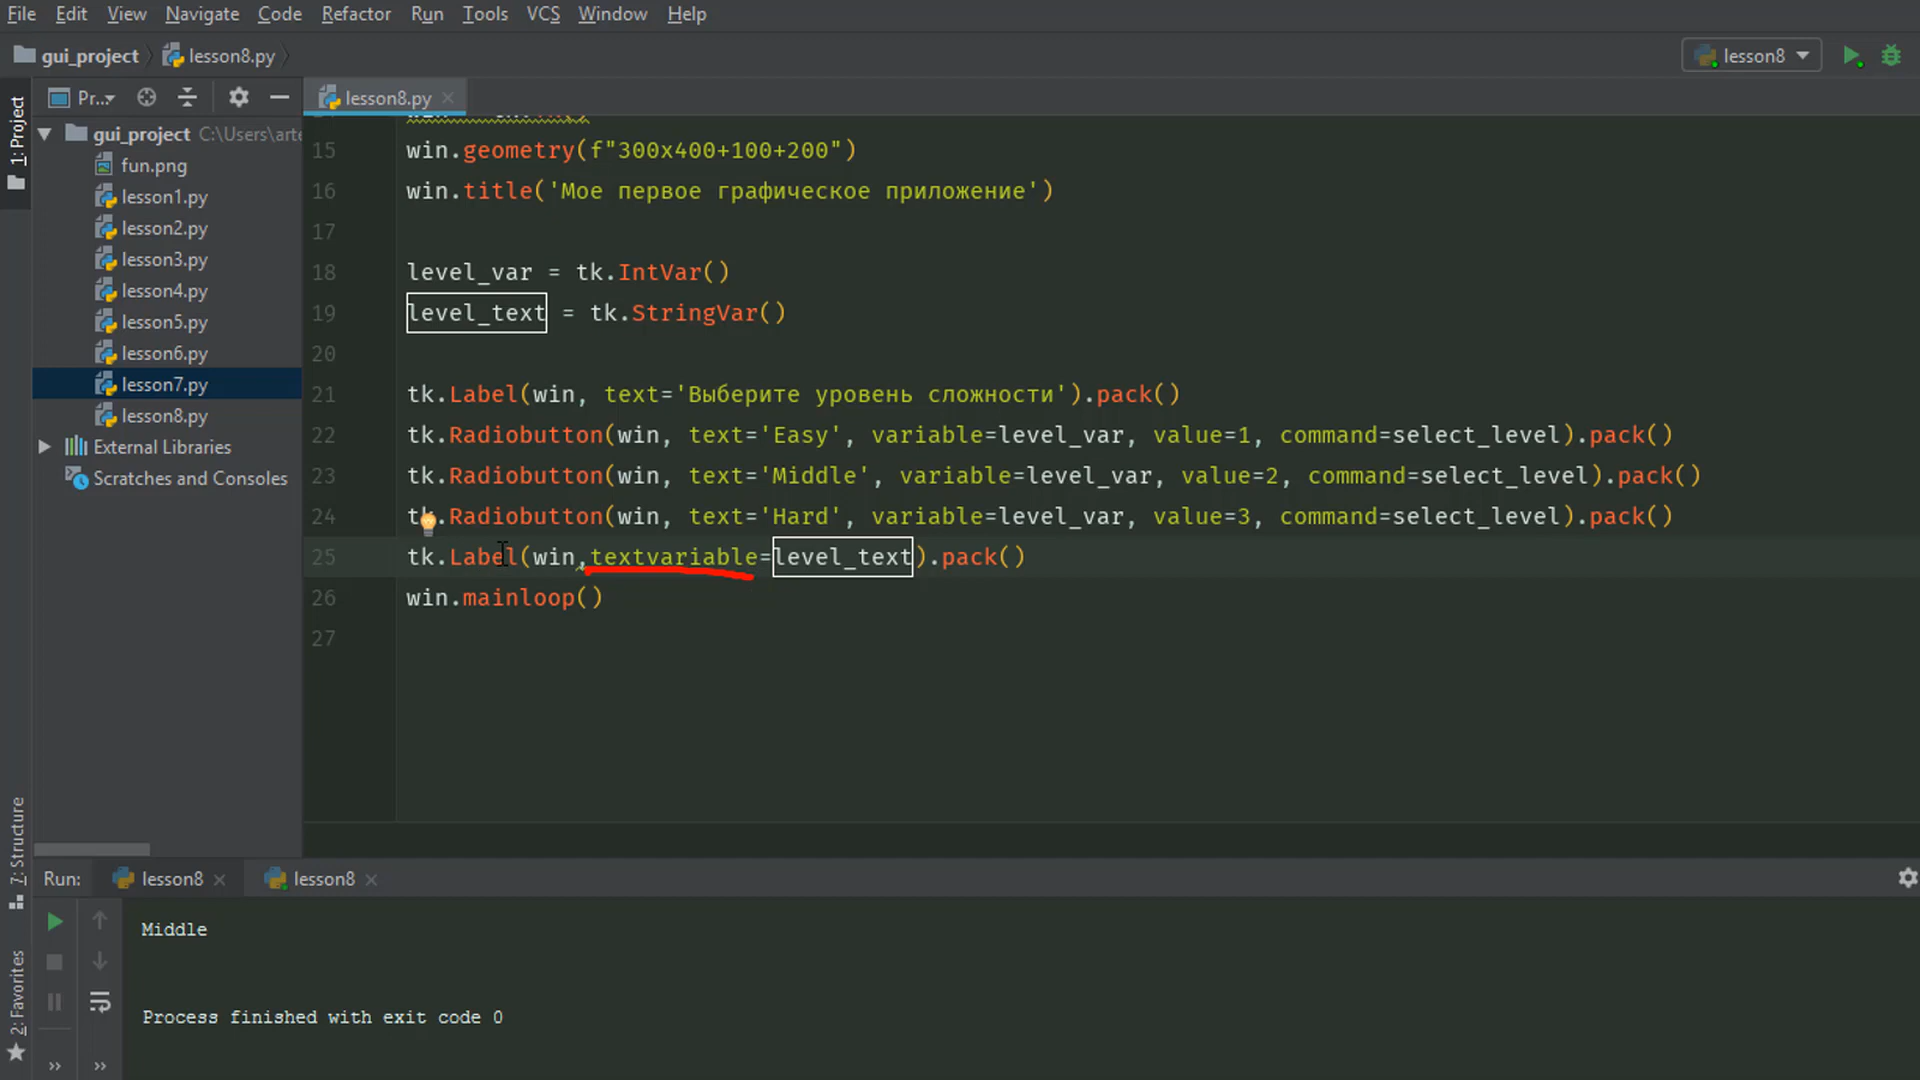 File Edit View Navigate Code Refactor Run Tools VCS Window Help
gui_project lesson8.py lesson8
1: Project
Pr... lesson8.py
gui_project C:\Users\arte
fun.png
lesson1.py
lesson2.py
lesson3.py
lesson4.py
lesson5.py
lesson6.py
lesson7.py
lesson8.py
External Libraries
Scratches and Consoles
15 win.geometry(f"300x400+100+200")
16 win.title('Мое первое графическое приложение')
17
18 level_var = tk.IntVar()
19 level_text = tk.StringVar()
20
21 tk.Label(win, text='Выберите уровень сложности').pack()
22 tk.Radiobutton(win, text='Easy', variable=level_var, value=1, command=select_level).pack()
23 tk.Radiobutton(win, text='Middle', variable=level_var, value=2, command=select_level).pack()
24 tk.Radiobutton(win, text='Hard', variable=level_var, value=3, command=select_level).pack()
25 tk.Label(win,textvariable=level_text).pack()
26 win.mainloop()
27
7: Structure
2: Favorites
Run: lesson8 lesson8
Middle
Process finished with exit code 0